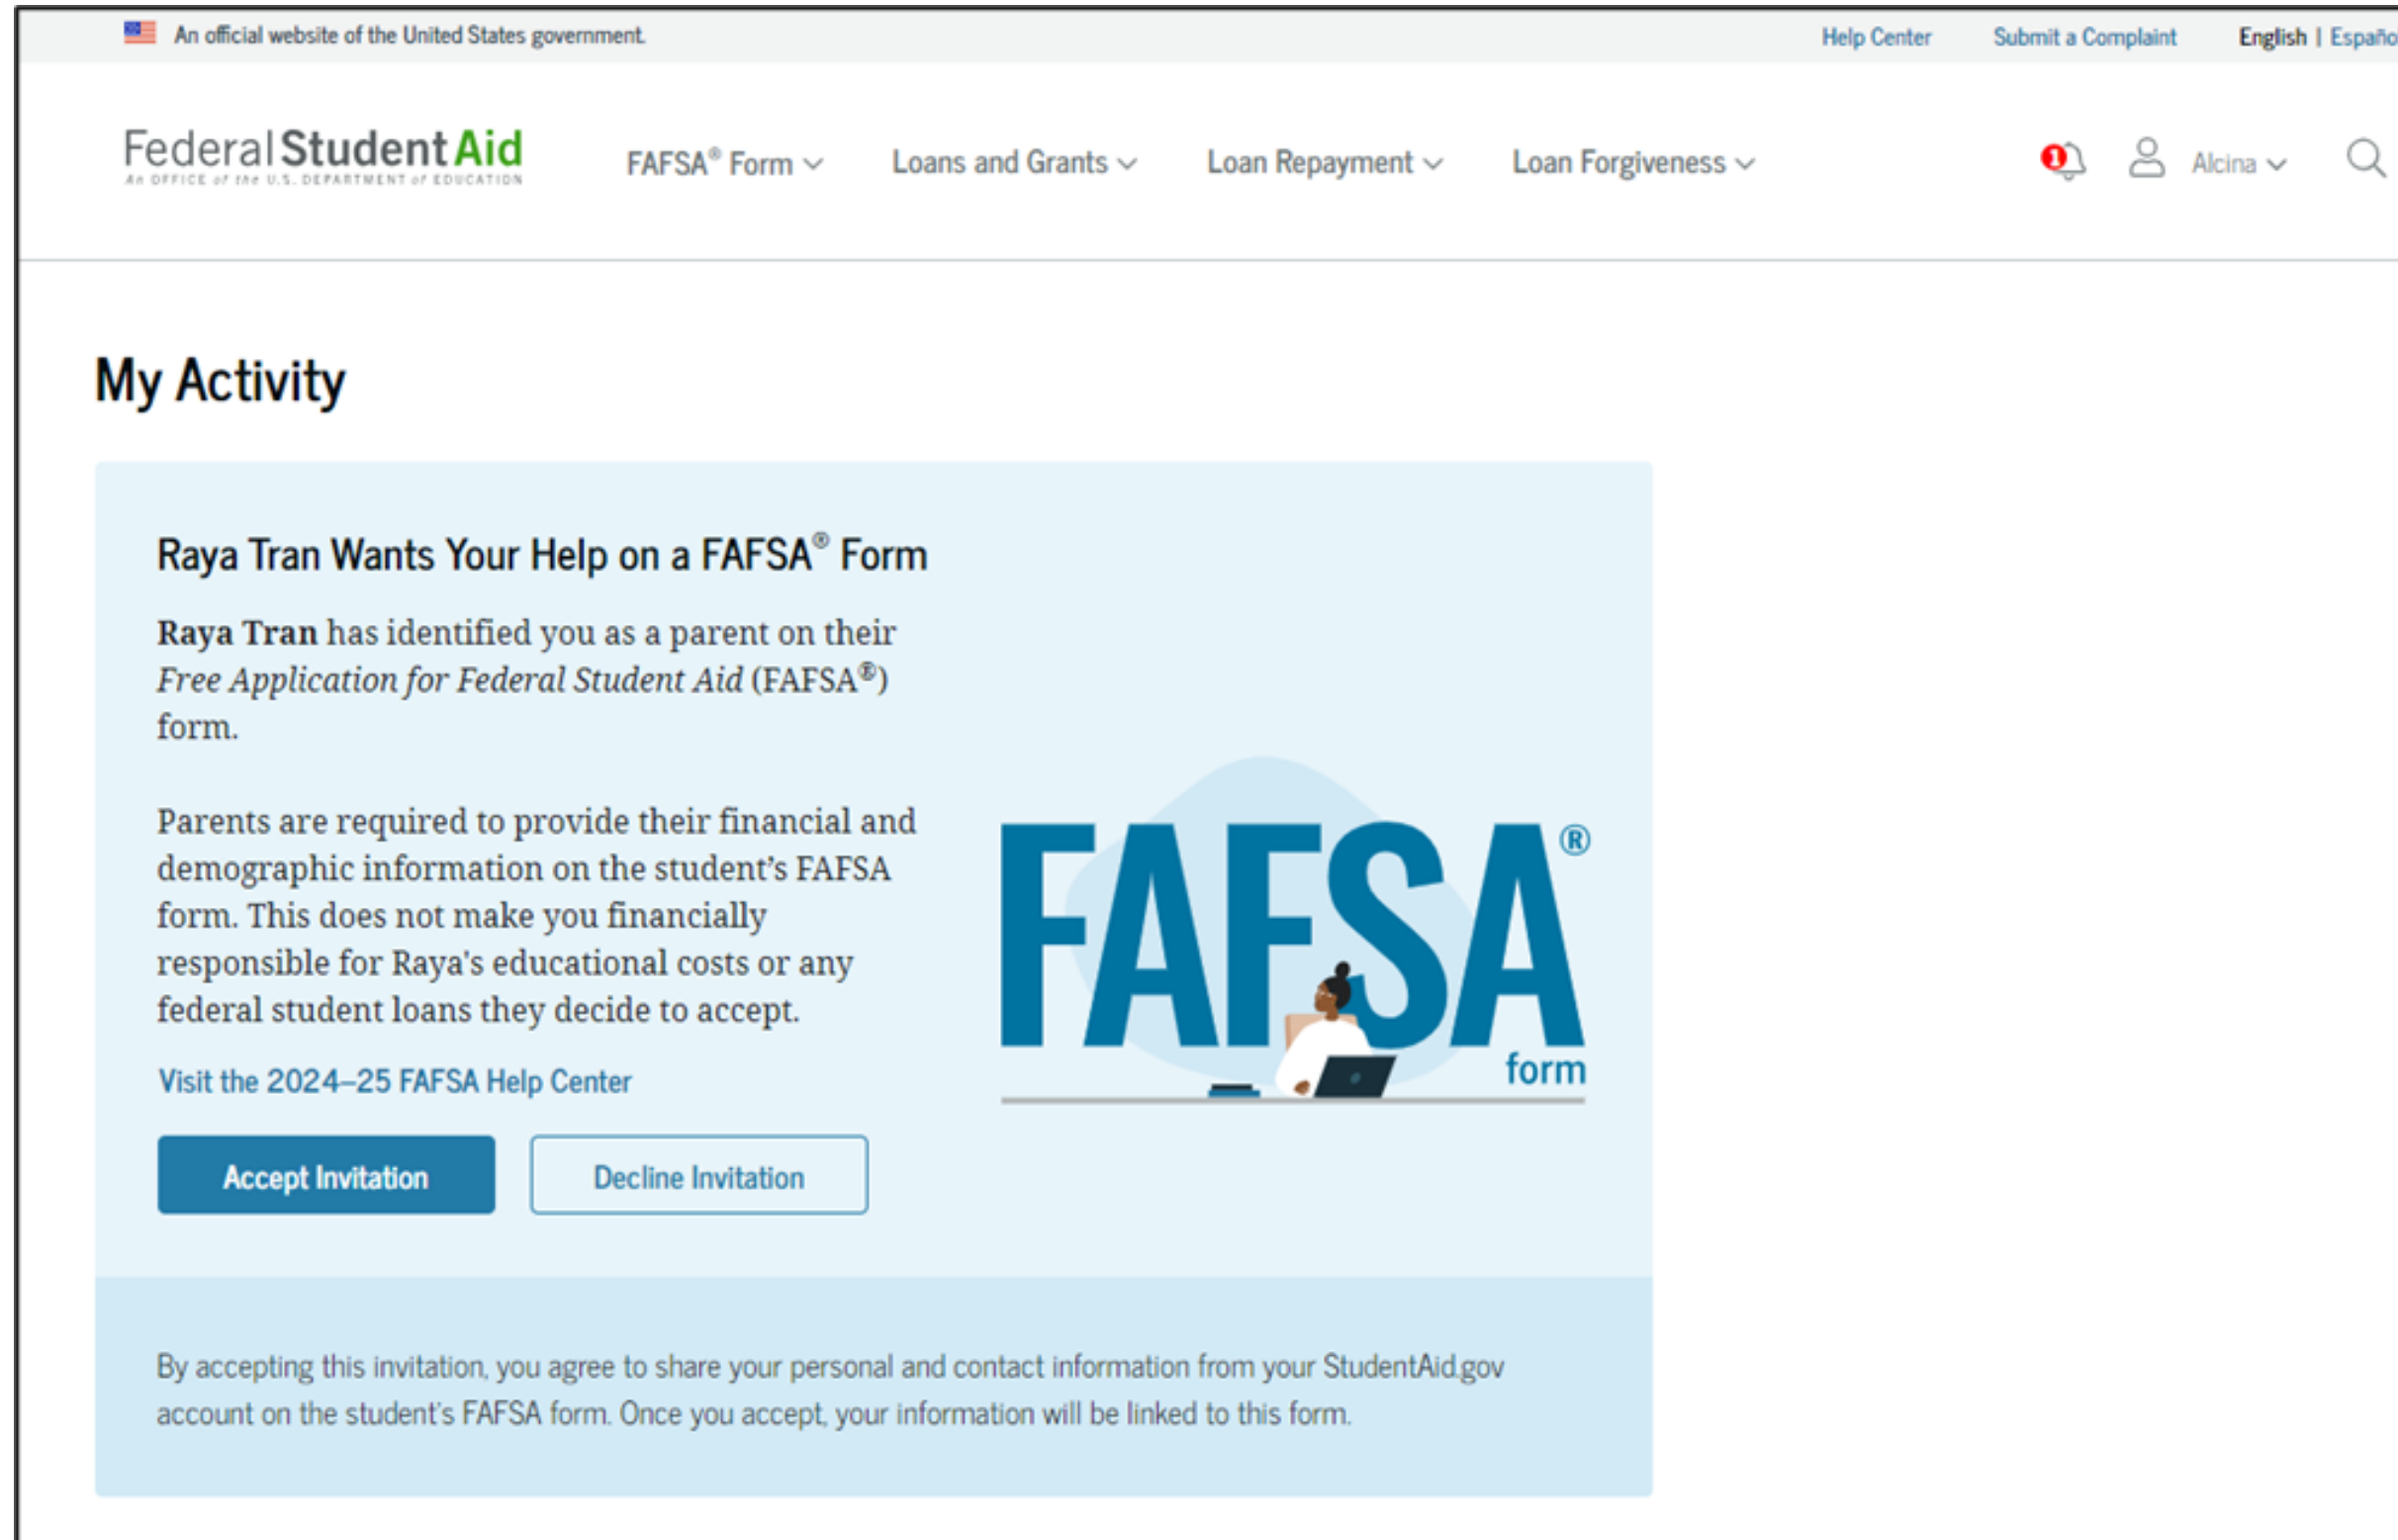 An official website of the United States government.
Help Center Submit a Complaint English | Españo
Federal Student Aid
An OFFICE of the U.S. DEPARTMENT of EDUCATION
FAFSA® Form Loans and Grants Loan Repayment Loan Forgiveness 1 Alcina
My Activity
Raya Tran Wants Your Help on a FAFSA® Form
Raya Tran has identified you as a parent on their
Free Application for Federal Student Aid (FAFSA®)
form.
Parents are required to provide their financial and
demographic information on the student’s FAFSA
form. This does not make you financially
responsible for Raya's educational costs or any
federal student loans they decide to accept.
Visit the 2024–25 FAFSA Help Center
Accept Invitation Decline Invitation
FAFSA®
form
By accepting this invitation, you agree to share your personal and contact information from your StudentAid.gov
account on the student's FAFSA form. Once you accept, your information will be linked to this form.